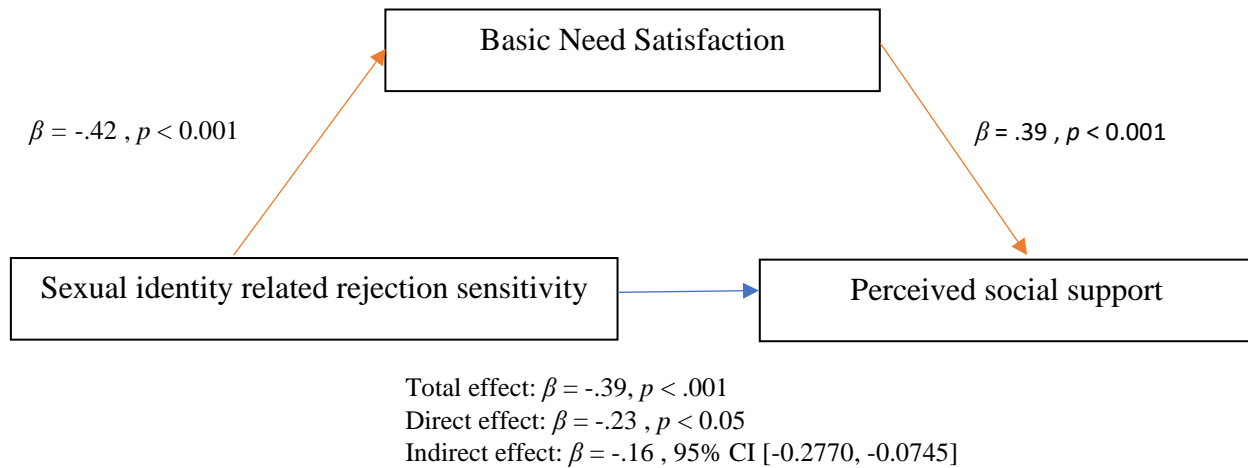 Basic Need Satisfaction
β = -.42 , p < 0.001
β = .39 , p < 0.001
Sexual identity related rejection sensitivity
Perceived social support
Total effect: β = -.39, p < .001
Direct effect: β = -.23 , p < 0.05
Indirect effect: β = -.16 , 95% CI [-0.2770, -0.0745]